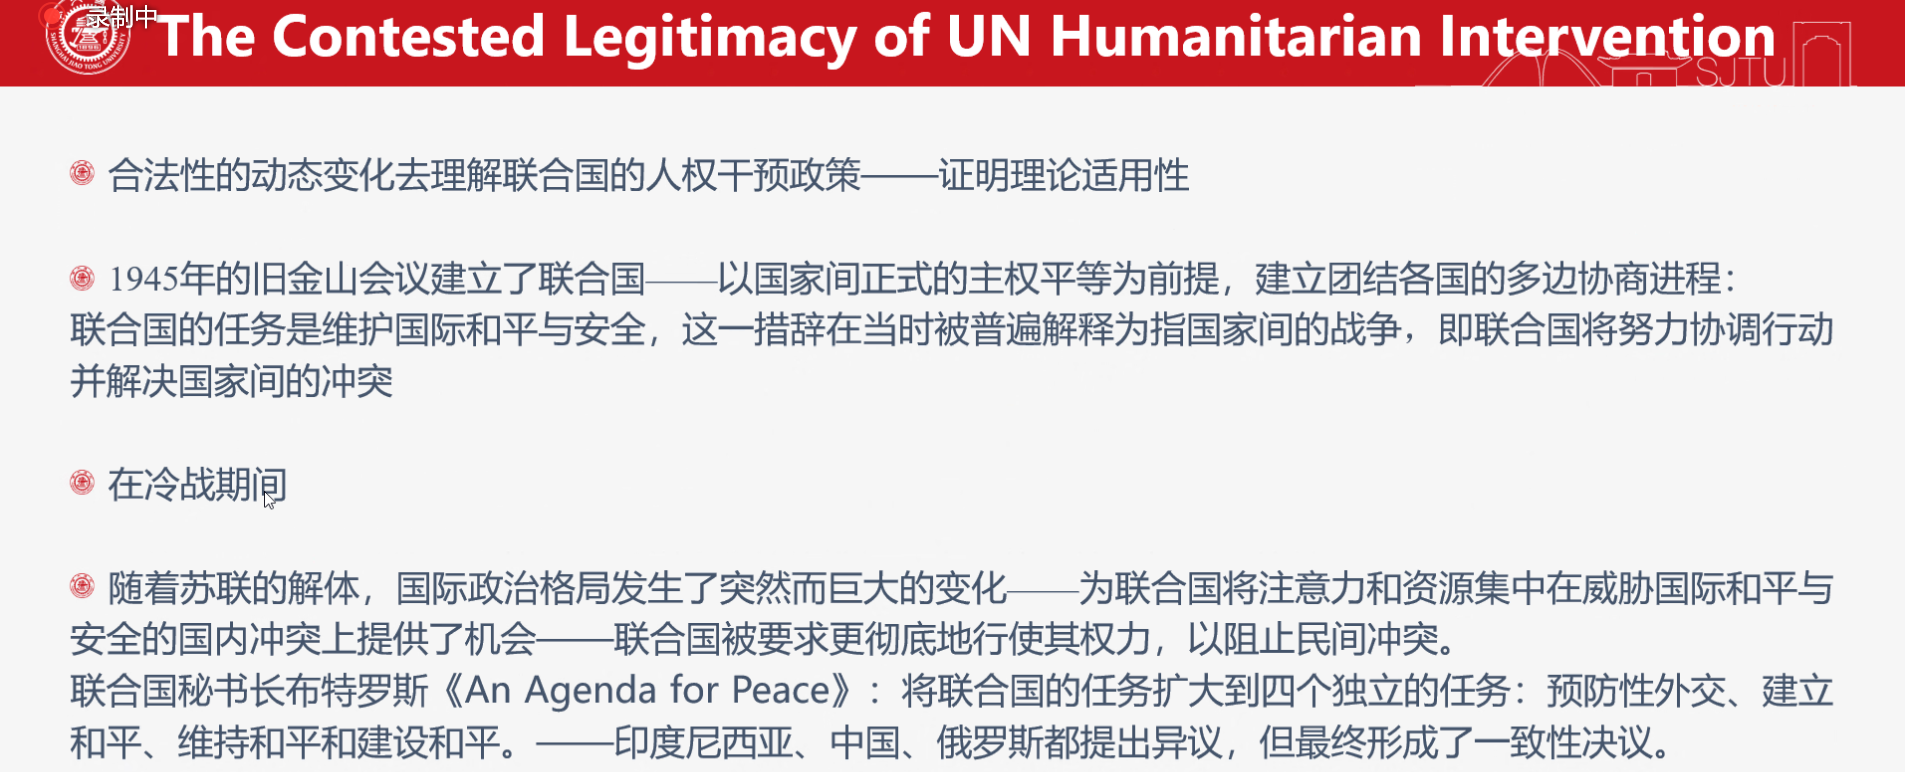 录制中
The Contested Legitimacy of UN Humanitarian Intervention
SHANGHAI JIAO TONG UNIVERSITY
SJTU
合法性的动态变化去理解联合国的人权干预政策——证明理论适用性
1945年的旧金山会议建立了联合国——以国家间正式的主权平等为前提，建立团结各国的多边协商进程：
联合国的任务是维护国际和平与安全，这一措辞在当时被普遍解释为指国家间的战争，即联合国将努力协调行动
并解决国家间的冲突
在冷战期间
随着苏联的解体，国际政治格局发生了突然而巨大的变化——为联合国将注意力和资源集中在威胁国际和平与
安全的国内冲突上提供了机会——联合国被要求更彻底地行使其权力，以阻止民间冲突。
联合国秘书长布特罗斯《An Agenda for Peace》：将联合国的任务扩大到四个独立的任务：预防性外交、建立
和平、维持和平和建设和平。——印度尼西亚、中国、俄罗斯都提出异议，但最终形成了一致性决议。